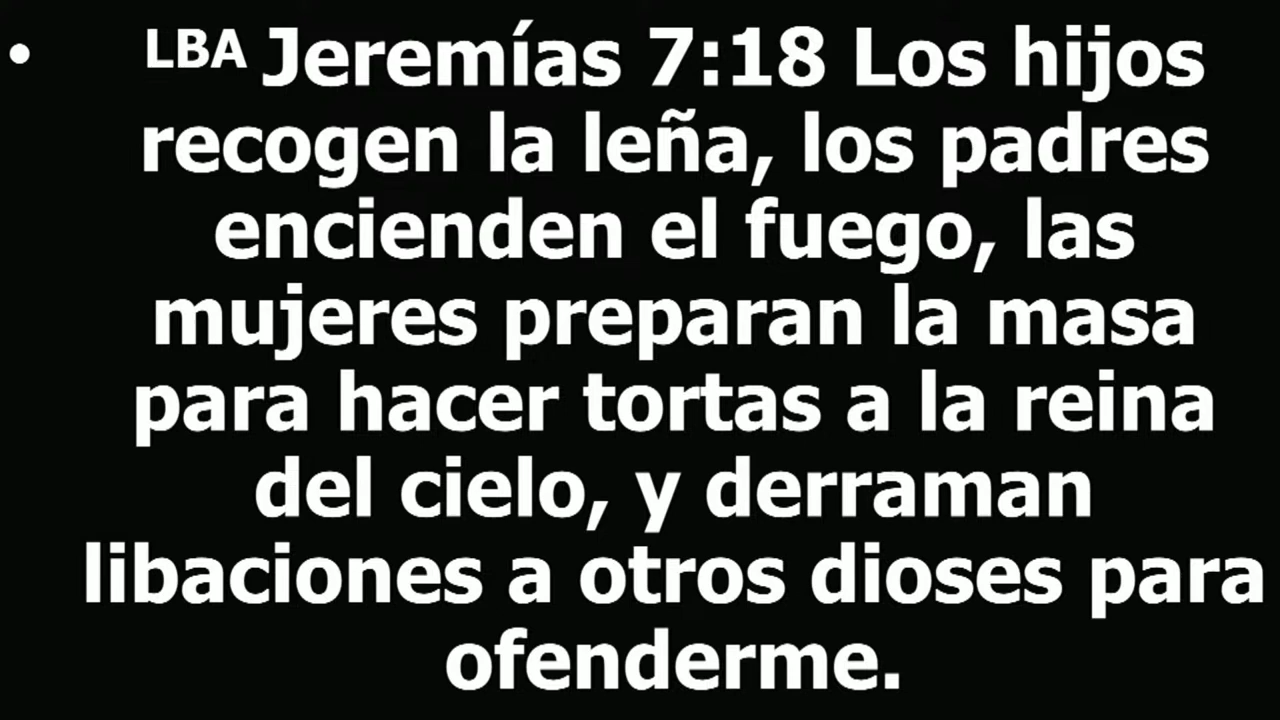 • LBA Jeremías 7:18 Los hijos
recogen la leña, los padres
encienden el fuego, las
mujeres preparan la masa
para hacer tortas a la reina
del cielo, y derraman
libaciones a otros dioses para
ofenderme.